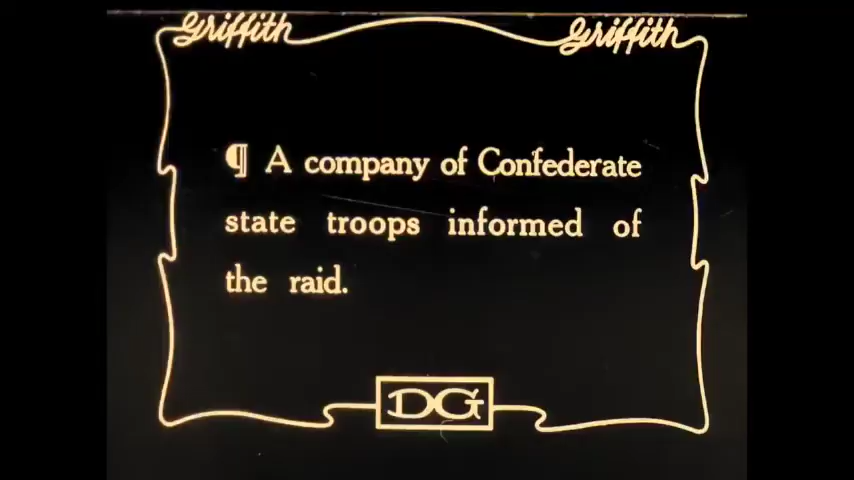 Griffith Griffith
¶ A company of Confederate
state troops informed of
the raid.
DG